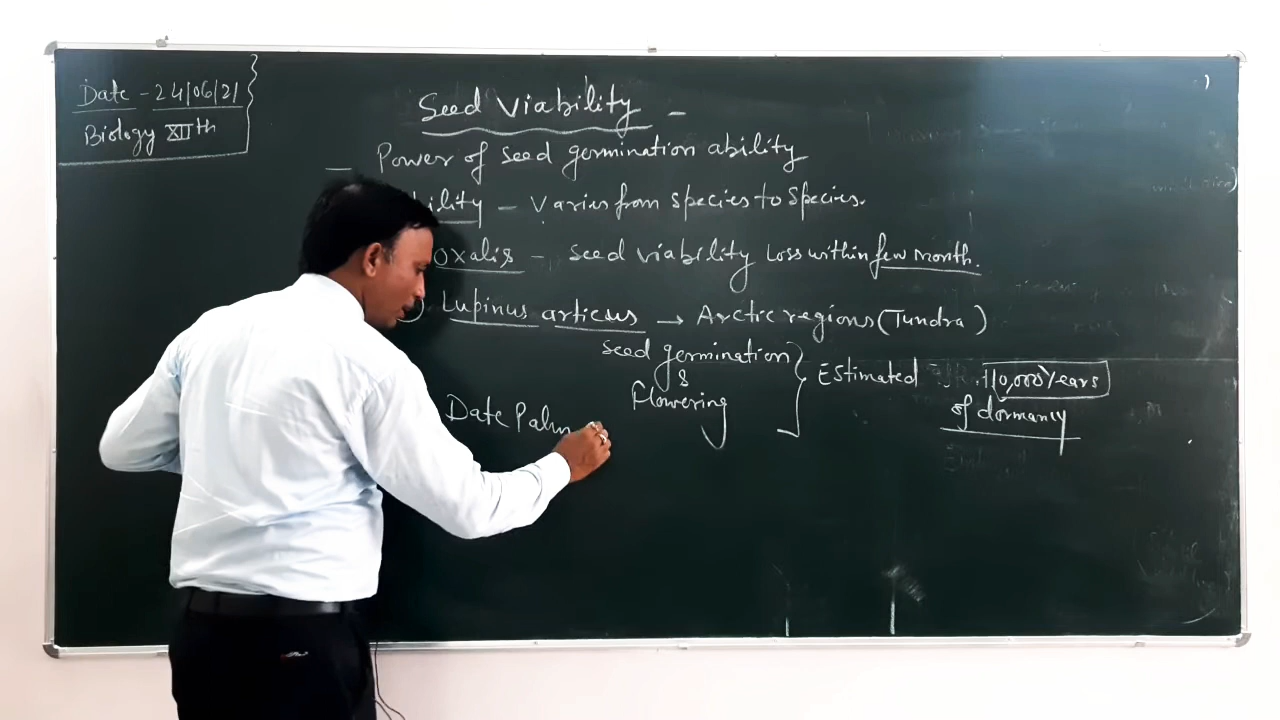 Date - 24/06/21
Biology XIIth
Seed Viability -
- Power of seed germination ability
ility - Varies from species to species.
Oxalis - seed viability Loss within few month.
) Lupinus articus → Arctic regions (Tundra)
seed germination
&
Flowering
Estimated 10,000 Years
of dormancy
Date Palm